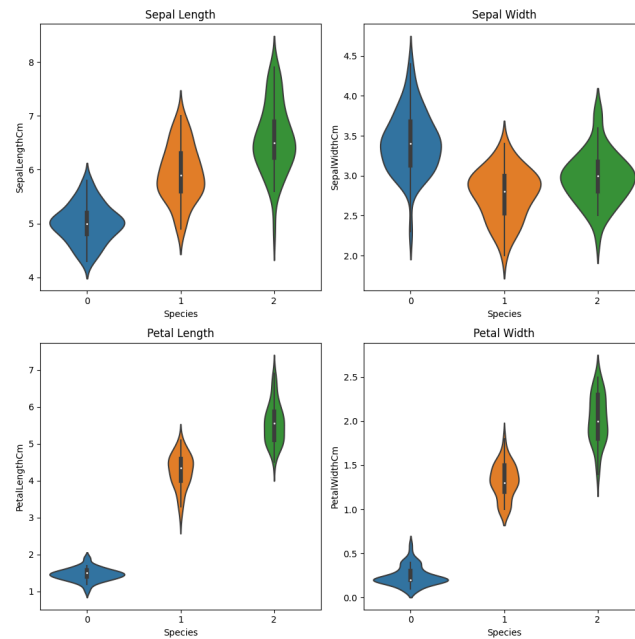 Sepal Length
SepalLengthCm
8
7
6
5
4
0 1 2
Species
Sepal Width
SepalWidthCm
4.5
4.0
3.5
3.0
2.5
2.0
0 1 2
Species
Petal Length
PetalLengthCm
7
6
5
4
3
2
1
0 1 2
Species
Petal Width
PetalWidthCm
2.5
2.0
1.5
1.0
0.5
0.0
0 1 2
Species